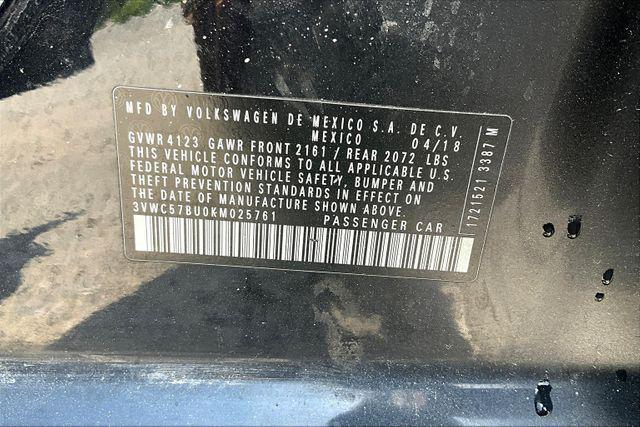 MFD BY VOLKSWAGEN DE MEXICO S.A. DE C.V.
MEXICO 04/18
GVWR4123 GAWR FRONT 2161 / REAR 2072 LBS
THIS VEHICLE CONFORMS TO ALL APPLICABLE U.S.
FEDERAL MOTOR VEHICLE SAFETY, BUMPER AND
THEFT PREVENTION STANDARDS IN EFFECT ON
THE DATE OF MANUFACTURE SHOWN ABOVE.
3VWC57BU0KM025761 PASSENGER CAR
1721521 3387 M